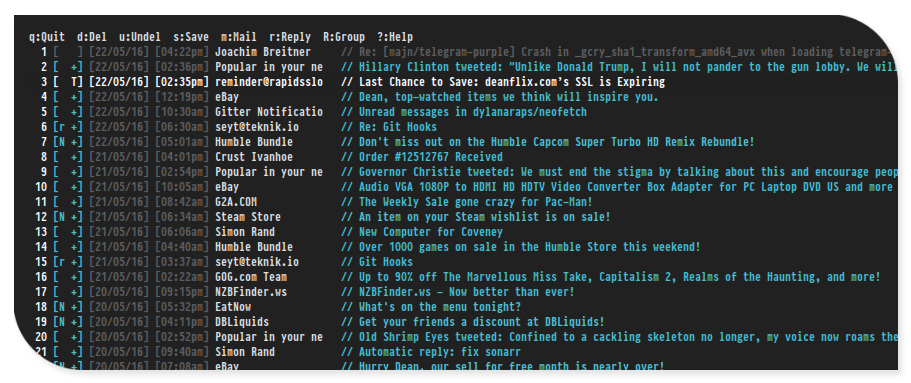 q:Quit d:Del u:Undel s:Save m:Mail r:Reply R:Group ?:Help
1 [ ] [22/05/16] [04:22pm] Joachim Breitner // Re: [majn/telegram-purple] Crash in _gcry_sha1_transform_amd64_avx when loading telegram-
2 [ +] [22/05/16] [02:36pm] Popular in your ne // Hillary Clinton tweeted: "Unlike Donald Trump, I will not pander to the gun lobby. We wil
3 [ T] [22/05/16] [02:35pm] reminder@rapidsslo // Last Chance to Save: deanflix.com's SSL is Expiring
4 [ +] [22/05/16] [12:19pm] eBay // Dean, top-watched items we think will inspire you.
5 [ +] [22/05/16] [10:30am] Gitter Notificatio // Unread messages in dylanaraps/neofetch
6 [r +] [22/05/16] [06:30am] seyt@teknik.io // Re: Git Hooks
7 [N +] [22/05/16] [05:01am] Humble Bundle // Don't miss out on the Humble Capcom Super Turbo HD Remix Rebundle!
8 [ +] [21/05/16] [04:01pm] Crust Ivanhoe // Order #12512767 Received
9 [ +] [21/05/16] [02:54pm] Popular in your ne // Governor Christie tweeted: We must end the stigma by talking about this and encourage peop
10 [ +] [21/05/16] [10:05am] eBay // Audio VGA 1080P to HDMI HD HDTV Video Converter Box Adapter for PC Laptop DVD US and more
11 [ +] [21/05/16] [08:42am] G2A.COM // The Weekly Sale gone crazy for Pac-Man!
12 [N +] [21/05/16] [06:34am] Steam Store // An item on your Steam wishlist is on sale!
13 [ +] [21/05/16] [06:06am] Simon Rand // New Computer for Coveney
14 [ +] [21/05/16] [04:40am] Humble Bundle // Over 1000 games on sale in the Humble Store this weekend!
15 [r +] [21/05/16] [03:37am] seyt@teknik.io // Git Hooks
16 [ +] [21/05/16] [02:22am] GOG.com Team // Up to 90% off The Marvellous Miss Take, Capitalism 2, Realms of the Haunting, and more!
17 [ +] [20/05/16] [09:15pm] NZBFinder.ws // NZBFinder.ws - Now better than ever!
18 [N +] [20/05/16] [05:32pm] EatNow // What's on the menu tonight?
19 [N +] [20/05/16] [04:11pm] DBLiquids // Get your friends a discount at DBLiquids!
20 [ +] [20/05/16] [02:52pm] Popular in your ne // Old Shrimp Eyes tweeted: Confined to a cackling skeleton no longer, my voice now roams the
21 [ +] [20/05/16] [09:40am] Simon Rand // Automatic reply: fix sonarr
[N +] [20/05/16] [07:08am] eBay // Hurry Dean, our sell for free month is nearly over!